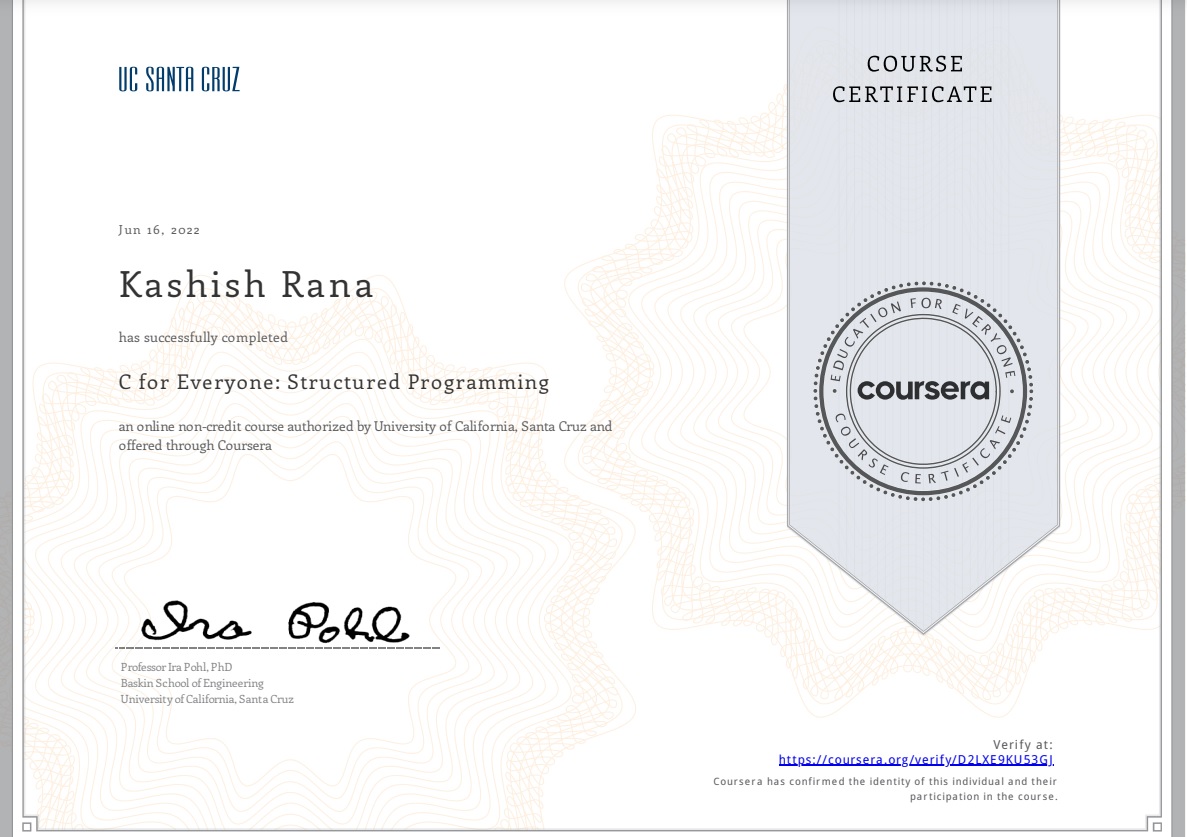 UC SANTA CRUZ
COURSE
CERTIFICATE
Jun 16, 2022
Kashish Rana
has successfully completed
C for Everyone: Structured Programming
an online non-credit course authorized by University of California, Santa Cruz and
offered through Coursera
EDUCATION FOR EVERYONE
coursera
COURSE CERTIFICATE
Ira Pohl
Professor Ira Pohl, PhD
Baskin School of Engineering
University of California, Santa Cruz
Verify at:
https://coursera.org/verify/D2LXE9KU53GJ
Coursera has confirmed the identity of this individual and their
participation in the course.